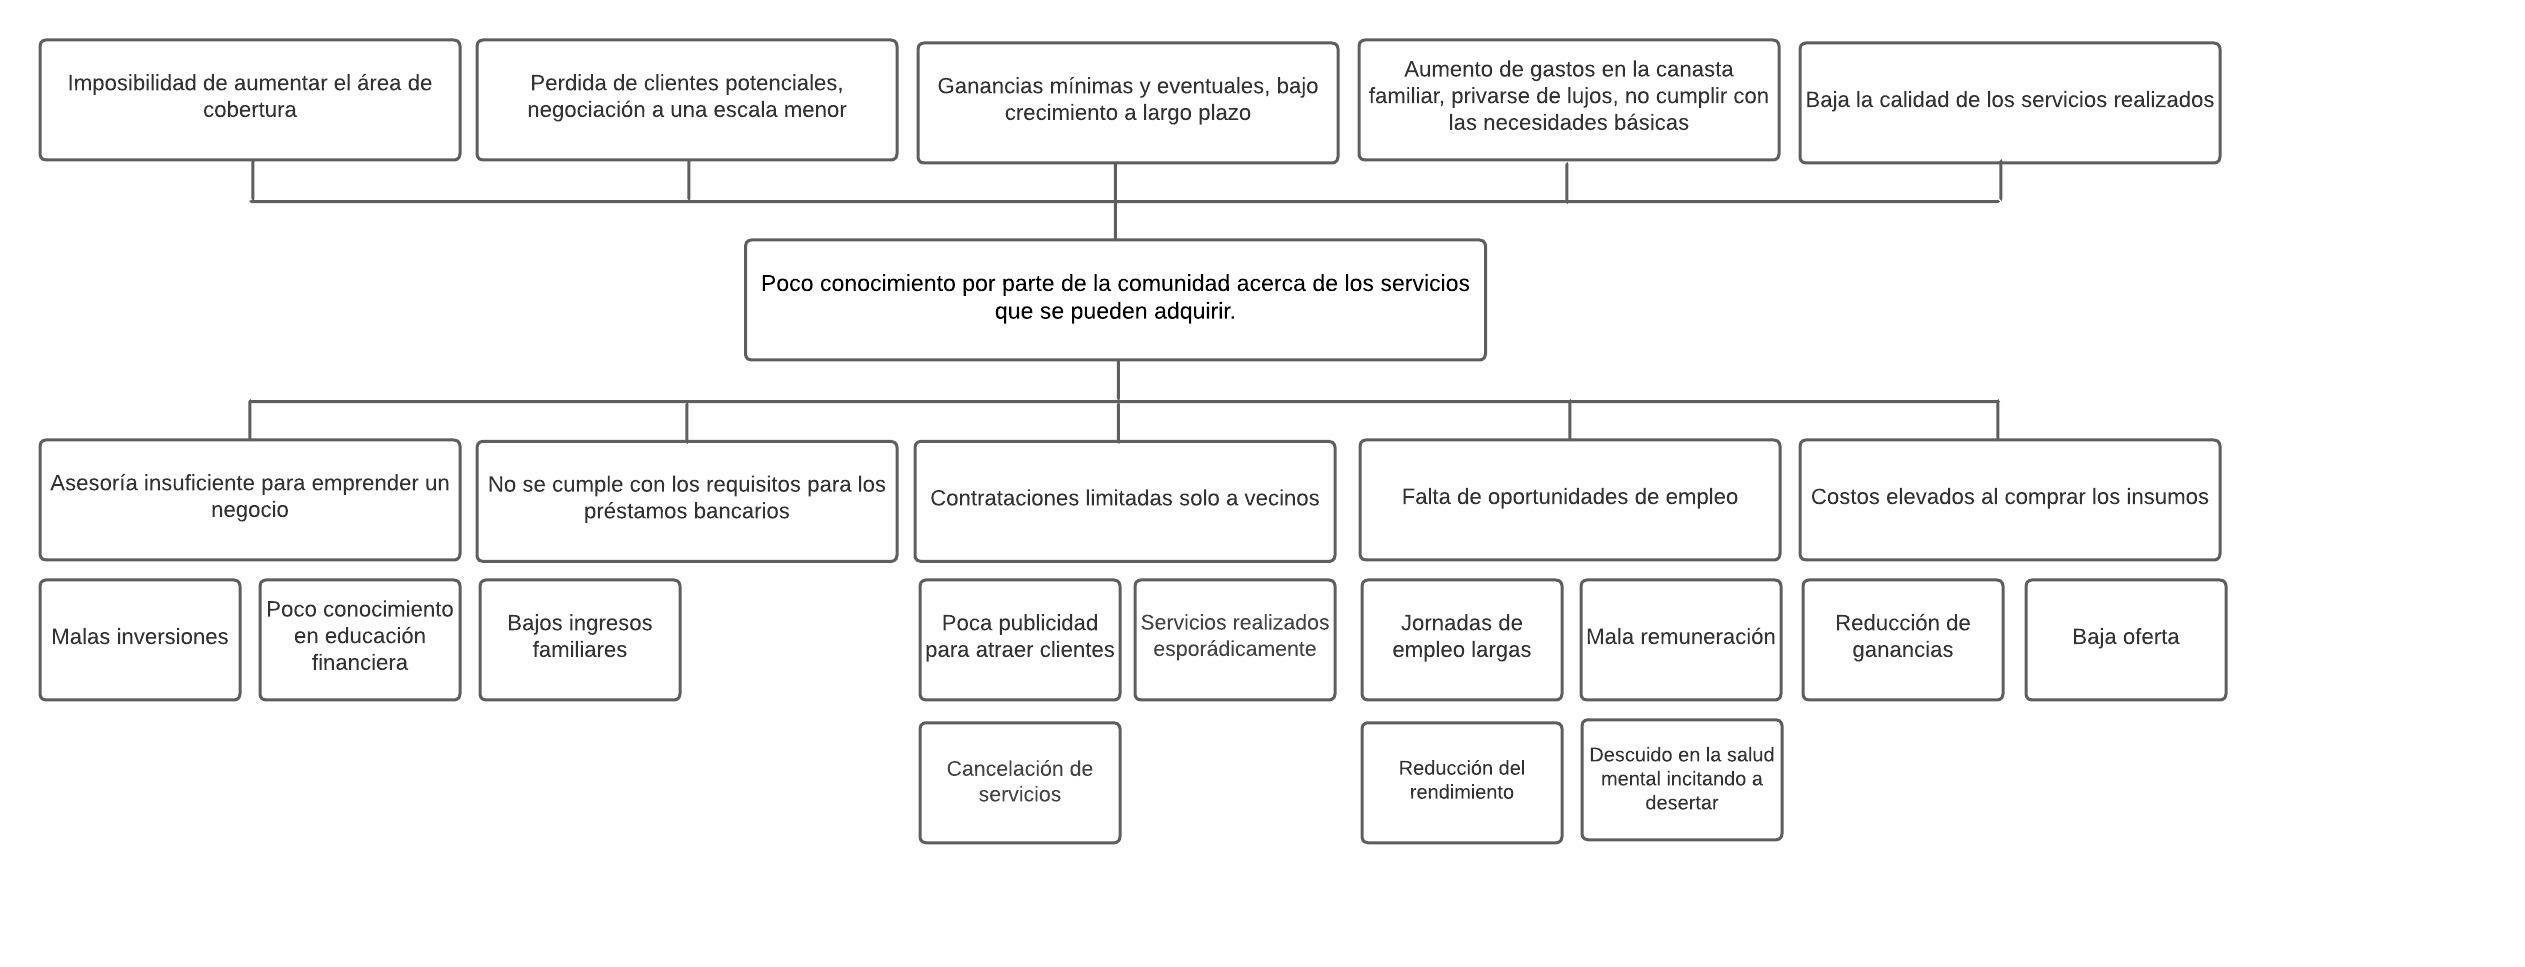 Imposibilidad de aumentar el área de
cobertura
Perdida de clientes potenciales,
negociación a una escala menor
Ganancias mínimas y eventuales, bajo
crecimiento a largo plazo
Aumento de gastos en la canasta
familiar, privarse de lujos, no cumplir con
las necesidades básicas
Baja la calidad de los servicios realizados
Poco conocimiento por parte de la comunidad acerca de los servicios
que se pueden adquirir.
Asesoría insuficiente para emprender un
negocio
No se cumple con los requisitos para los
préstamos bancarios
Contrataciones limitadas solo a vecinos
Falta de oportunidades de empleo
Costos elevados al comprar los insumos
Malas inversiones
Poco conocimiento
en educación
financiera
Bajos ingresos
familiares
Poca publicidad
para atraer clientes
Servicios realizados
esporádicamente
Jornadas de
empleo largas
Mala remuneración
Reducción de
ganancias
Baja oferta
Cancelación de
servicios
Reducción del
rendimiento
Descuido en la salud
mental incitando a
desertar